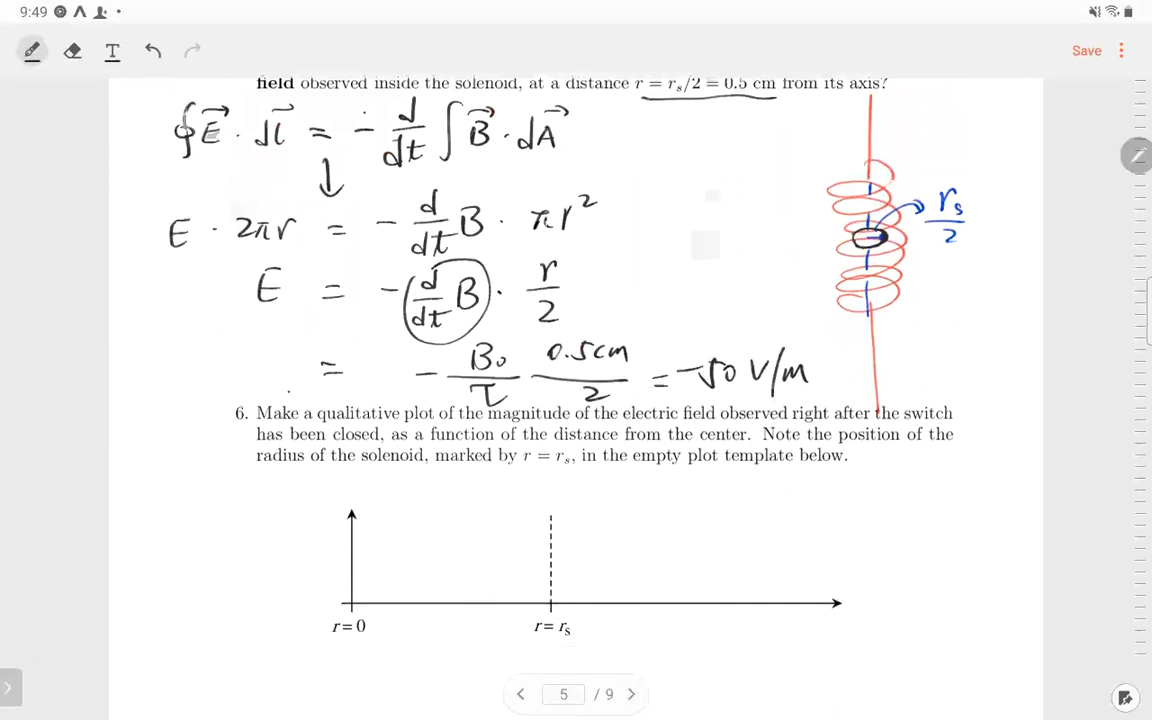 9:49
T
Save
field observed inside the solenoid, at a distance r = r_s/2 = 0.5 cm from its axis?
∮E⃗ · dl⃗ = - d/dt ∫B⃗ · dA⃗
↓
E · 2πr = - d/dt B · πr²
E = -(d/dt B) · r/2
= - B₀/τ 0.5cm/2 = -50 V/m
r_s/2
6. Make a qualitative plot of the magnitude of the electric field observed right after the switch
has been closed, as a function of the distance from the center. Note the position of the
radius of the solenoid, marked by r = r_s, in the empty plot template below.
r = 0
r = r_s
5 / 9